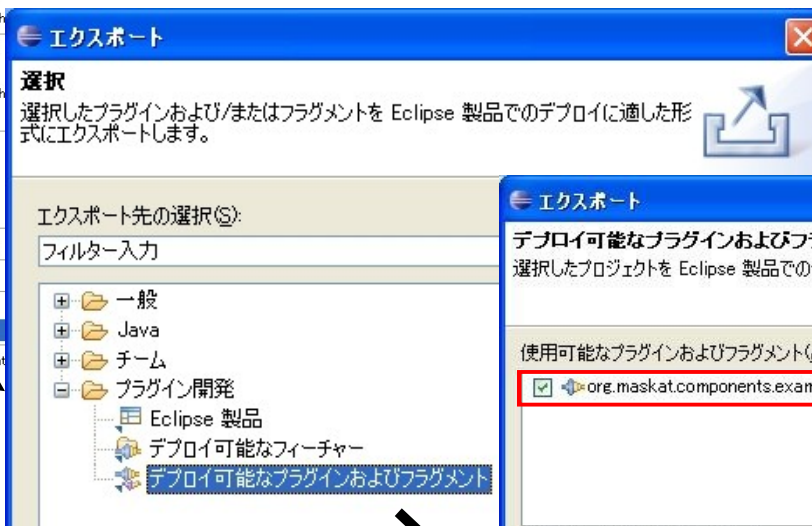 エクスポート
選択
選択したプラグインおよび/またはフラグメントを Eclipse 製品でのデプロイに適した形
式にエクスポートします。
エクスポート先の選択(S):
フィルター入力
一般
Java
チーム
プラグイン開発
Eclipse 製品
デプロイ可能なフィーチャー
デプロイ可能なプラグインおよびフラグメント
エクスポート
デプロイ可能なプラグインおよびフ
選択したプロジェクトを Eclipse 製品での
使用可能なプラグインおよびフラグメント(
org.maskat.components.exam